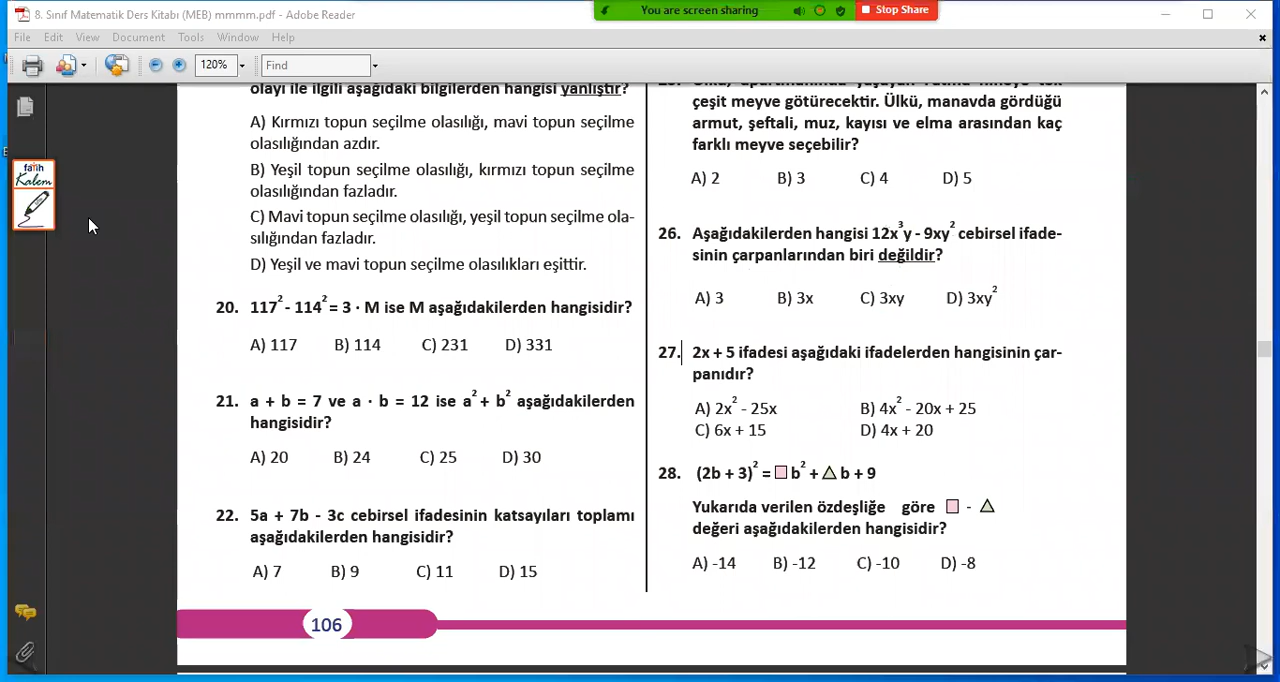 8. Sınıf Matematik Ders Kitabı (MEB) mmmm.pdf - Adobe Reader
You are screen sharing
Stop Share
File Edit View Document Tools Window Help
120%
Find
fatih
Kalem
olayı ile ilgili aşağıdaki bilgilerden hangisi yanlıştır?
A) Kırmızı topun seçilme olasılığı, mavi topun seçilme
olasılığından azdır.
B) Yeşil topun seçilme olasılığı, kırmızı topun seçilme
olasılığından fazladır.
C) Mavi topun seçilme olasılığı, yeşil topun seçilme ola-
sılığından fazladır.
D) Yeşil ve mavi topun seçilme olasılıkları eşittir.
20. 117² - 114² = 3 · M ise M aşağıdakilerden hangisidir?
A) 117 B) 114 C) 231 D) 331
21. a + b = 7 ve a · b = 12 ise a² + b² aşağıdakilerden
hangisidir?
A) 20 B) 24 C) 25 D) 30
22. 5a + 7b - 3c cebirsel ifadesinin katsayıları toplamı
aşağıdakilerden hangisidir?
A) 7 B) 9 C) 11 D) 15
106
çeşit meyve götürecektir. Ülkü, manavda gördüğü
armut, şeftali, muz, kayısı ve elma arasından kaç
farklı meyve seçebilir?
A) 2 B) 3 C) 4 D) 5
26. Aşağıdakilerden hangisi 12x³y - 9xy² cebirsel ifade-
sinin çarpanlarından biri değildir?
A) 3 B) 3x C) 3xy D) 3xy²
27. 2x + 5 ifadesi aşağıdaki ifadelerden hangisinin çar-
panıdır?
A) 2x² - 25x B) 4x² - 20x + 25
C) 6x + 15 D) 4x + 20
28. (2b + 3)² = □ b² + △ b + 9
Yukarıda verilen özdeşliğe göre □ - △
değeri aşağıdakilerden hangisidir?
A) -14 B) -12 C) -10 D) -8